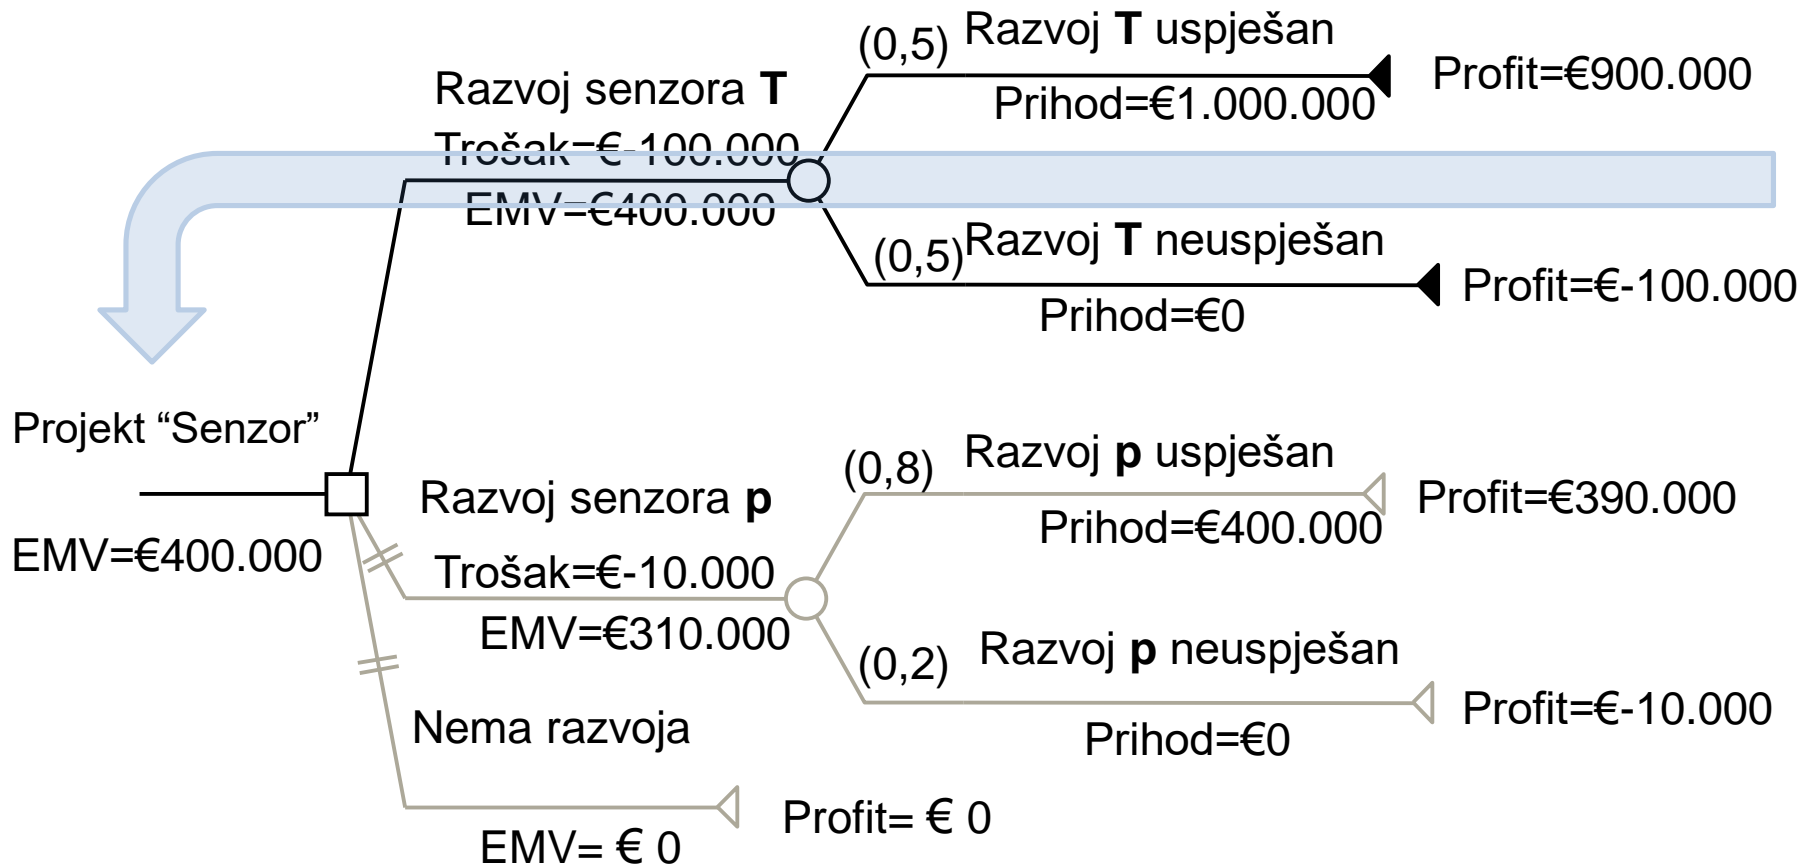 (0,5) Razvoj T uspješan
Prihod=€1.000.000
Profit=€900.000
Razvoj senzora T
Trošak=€-100.000
EMV=€400.000
(0,5) Razvoj T neuspješan
Prihod=€0
Profit=€-100.000
Projekt “Senzor”
EMV=€400.000
(0,8) Razvoj p uspješan
Prihod=€400.000
Profit=€390.000
Razvoj senzora p
Trošak=€-10.000
EMV=€310.000
(0,2) Razvoj p neuspješan
Prihod=€0
Profit=€-10.000
Nema razvoja
EMV= € 0
Profit= € 0